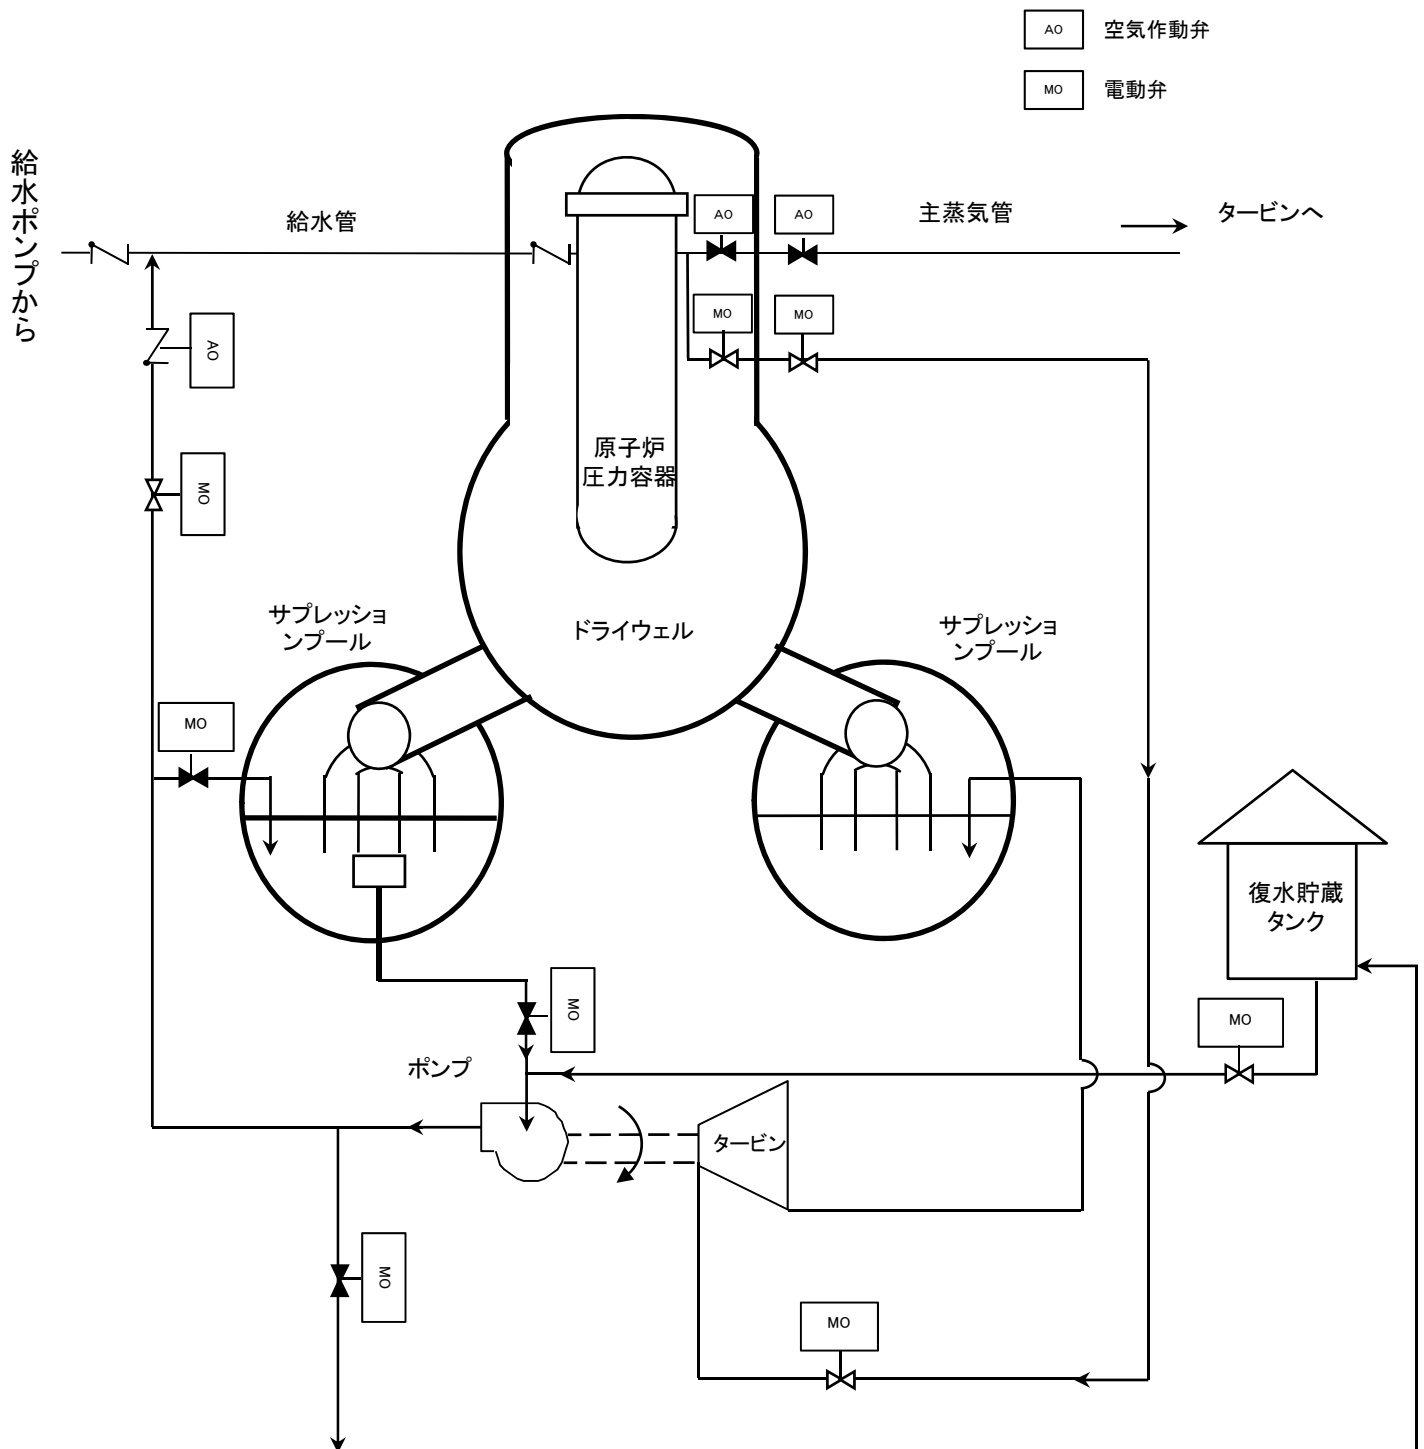 AO 空気作動弁
MO 電動弁
給水ポンプから
給水管
AO
AO
主蒸気管
タービンへ
MO
MO
AO
MO
原子炉
圧力容器
ドライウェル
サプレッショ
ンプール
サプレッショ
ンプール
MO
復水貯蔵
タンク
MO
MO
ポンプ
タービン
MO
MO